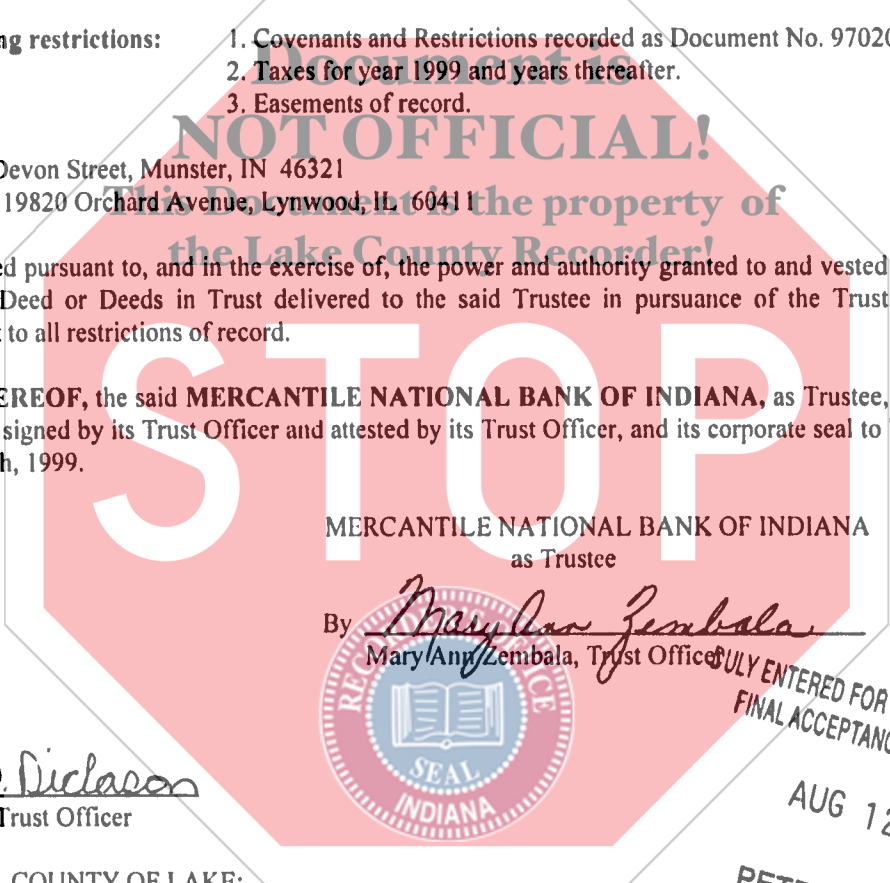 ng restrictions: 1. Covenants and Restrictions recorded as Document No. 97020
2. Taxes for year 1999 and years thereafter.
3. Easements of record.
Document is
NOT OFFICIAL!
This Document is the property of
the Lake County Recorder!
Devon Street, Munster, IN 46321
19820 Orchard Avenue, Lynwood, IL 60411
ed pursuant to, and in the exercise of, the power and authority granted to and vested
Deed or Deeds in Trust delivered to the said Trustee in pursuance of the Trust
t to all restrictions of record.
STOP
EREOF, the said MERCANTILE NATIONAL BANK OF INDIANA, as Trustee,
signed by its Trust Officer and attested by its Trust Officer, and its corporate seal to
h, 1999.
MERCANTILE NATIONAL BANK OF INDIANA
as Trustee
By Mary Ann Zembala
Mary Ann Zembala, Trust Officer
RECORDER'S OFFICE
SEAL
INDIANA
DULY ENTERED FOR
FINAL ACCEPTANC
AUG 12
Trust Officer
COUNTY OF LAKE: